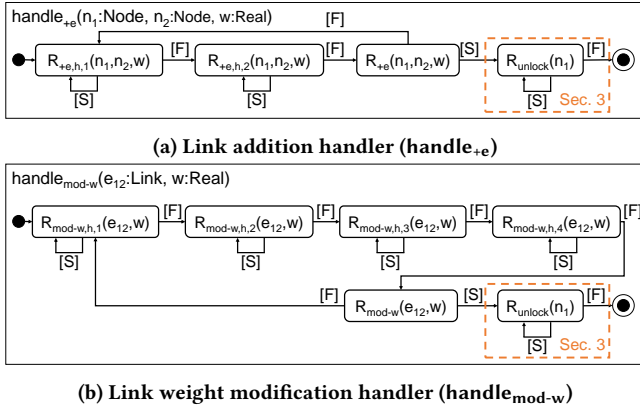 handle+e(n1:Node, n2:Node, w:Real)
[F]
R+e,h,1(n1,n2,w) [F] R+e,h,2(n1,n2,w) [F] R+e(n1,n2,w) [S] Runlock(n1) [F]
[S] [S] [S]
Sec. 3
(a) Link addition handler (handle+e)
handlemod-w(e12:Link, w:Real)
Rmod-w,h,1(e12,w) [F] Rmod-w,h,2(e12,w) [F] Rmod-w,h,3(e12,w) [F] Rmod-w,h,4(e12,w) [F]
[S] [S] [S] [S]
[F] Rmod-w(e12,w) [S] Runlock(n1) [F]
[S]
Sec. 3
(b) Link weight modification handler (handlemod-w)